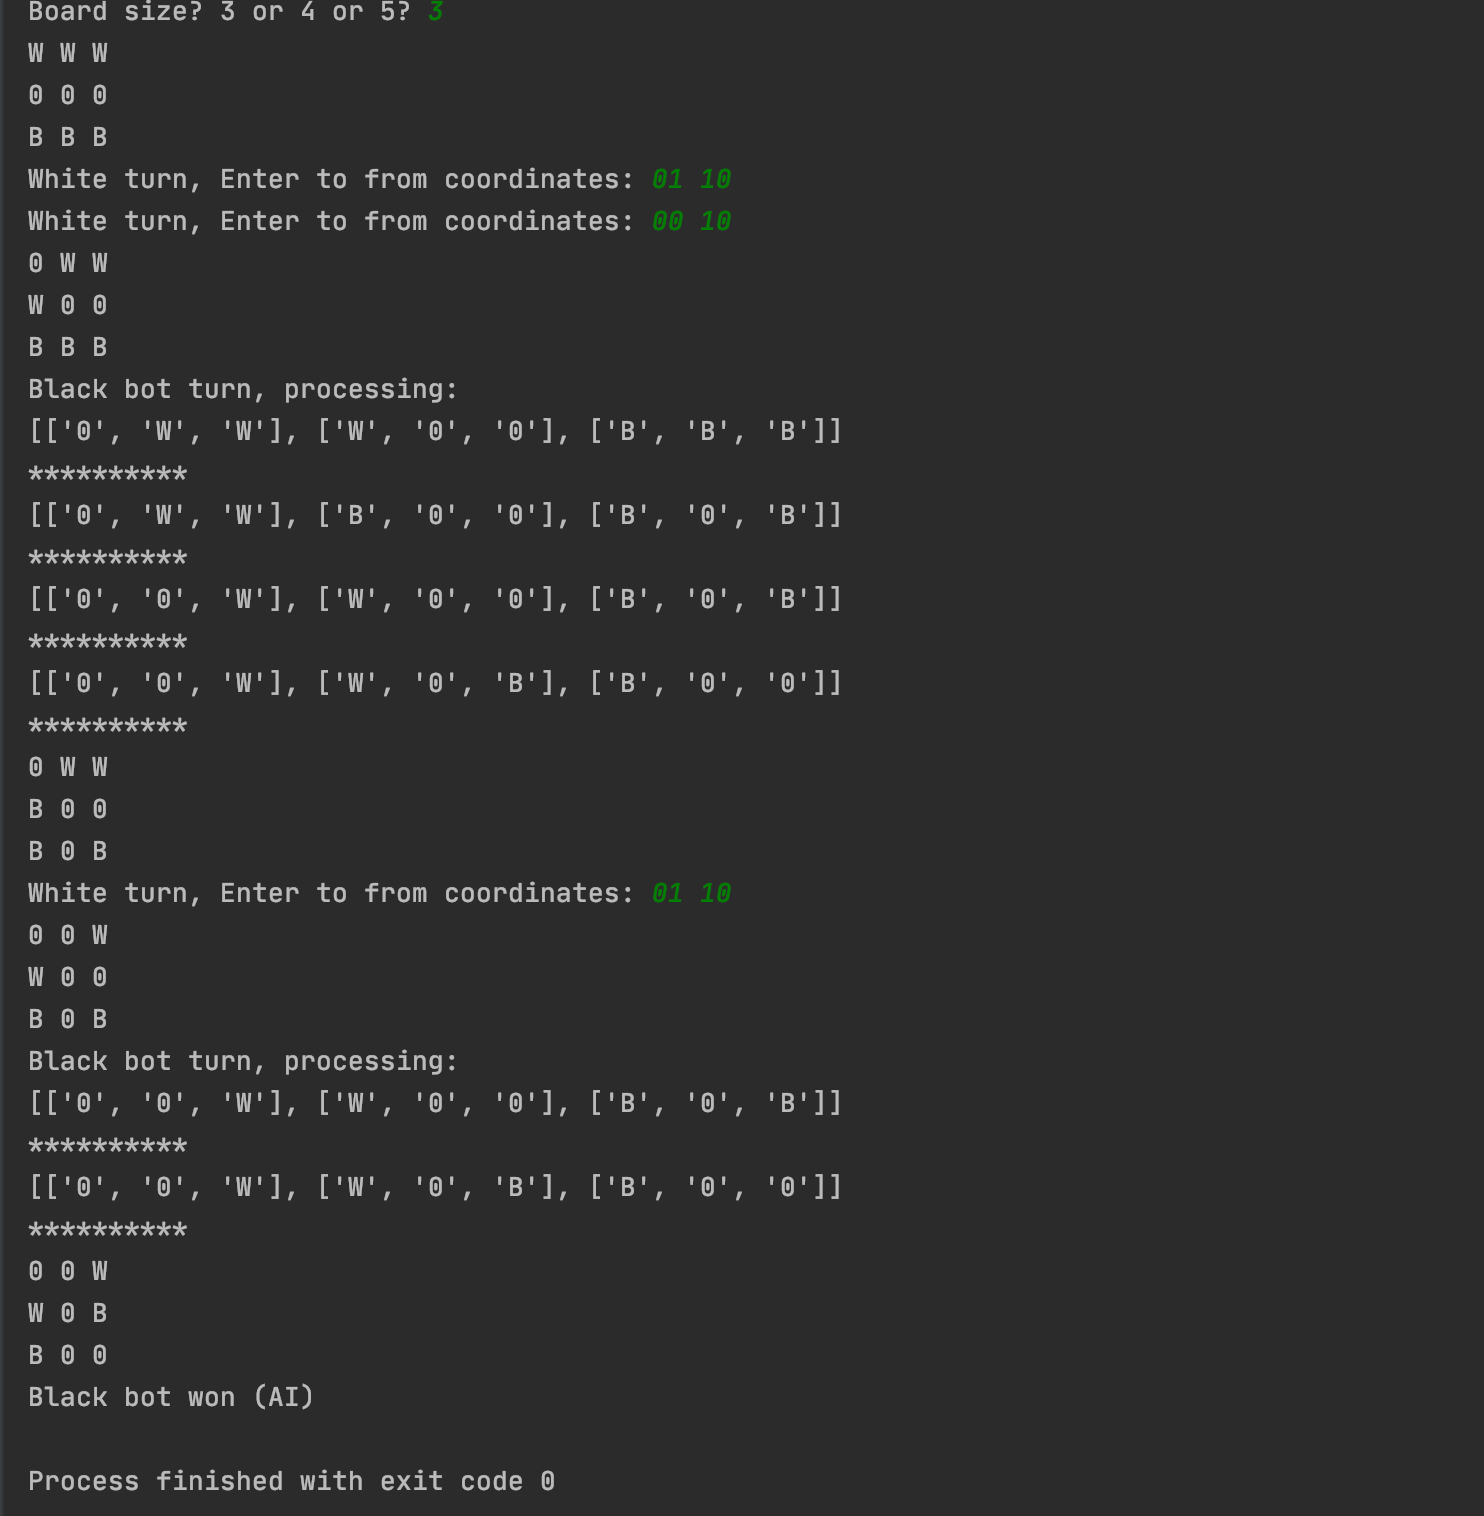 Board size? 3 or 4 or 5? 3
W W W
0 0 0
B B B
White turn, Enter to from coordinates: 01 10
White turn, Enter to from coordinates: 00 10
0 W W
W 0 0
B B B
Black bot turn, processing:
[['0', 'W', 'W'], ['W', '0', '0'], ['B', 'B', 'B']]
**********
[['0', 'W', 'W'], ['B', '0', '0'], ['B', '0', 'B']]
**********
[['0', '0', 'W'], ['W', '0', '0'], ['B', '0', 'B']]
**********
[['0', '0', 'W'], ['W', '0', 'B'], ['B', '0', '0']]
**********
0 W W
B 0 0
B 0 B
White turn, Enter to from coordinates: 01 10
0 0 W
W 0 0
B 0 B
Black bot turn, processing:
[['0', '0', 'W'], ['W', '0', '0'], ['B', '0', 'B']]
**********
[['0', '0', 'W'], ['W', '0', 'B'], ['B', '0', '0']]
**********
0 0 W
W 0 B
B 0 0
Black bot won (AI)
Process finished with exit code 0